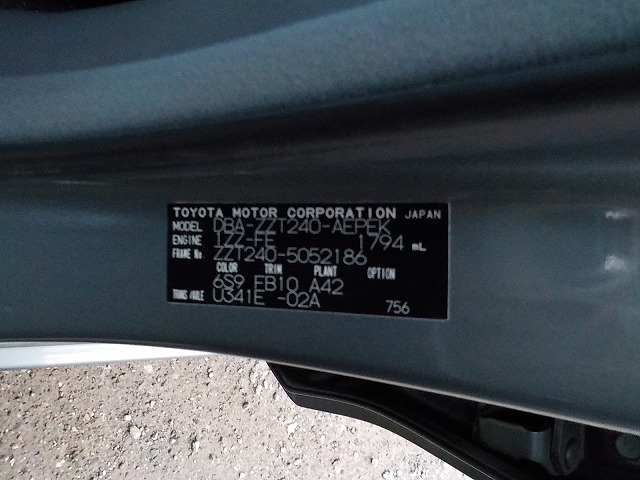 TOYOTA MOTOR CORPORATION JAPAN
MODEL DBA-ZZT240-AEPEK
ENGINE 1ZZ-FE 1794 mL
FRAME No. ZZT240-5052186
COLOR TRIM PLANT OPTION
6S9 EB10 A42
TRANS/AXLE U341E -02A
756